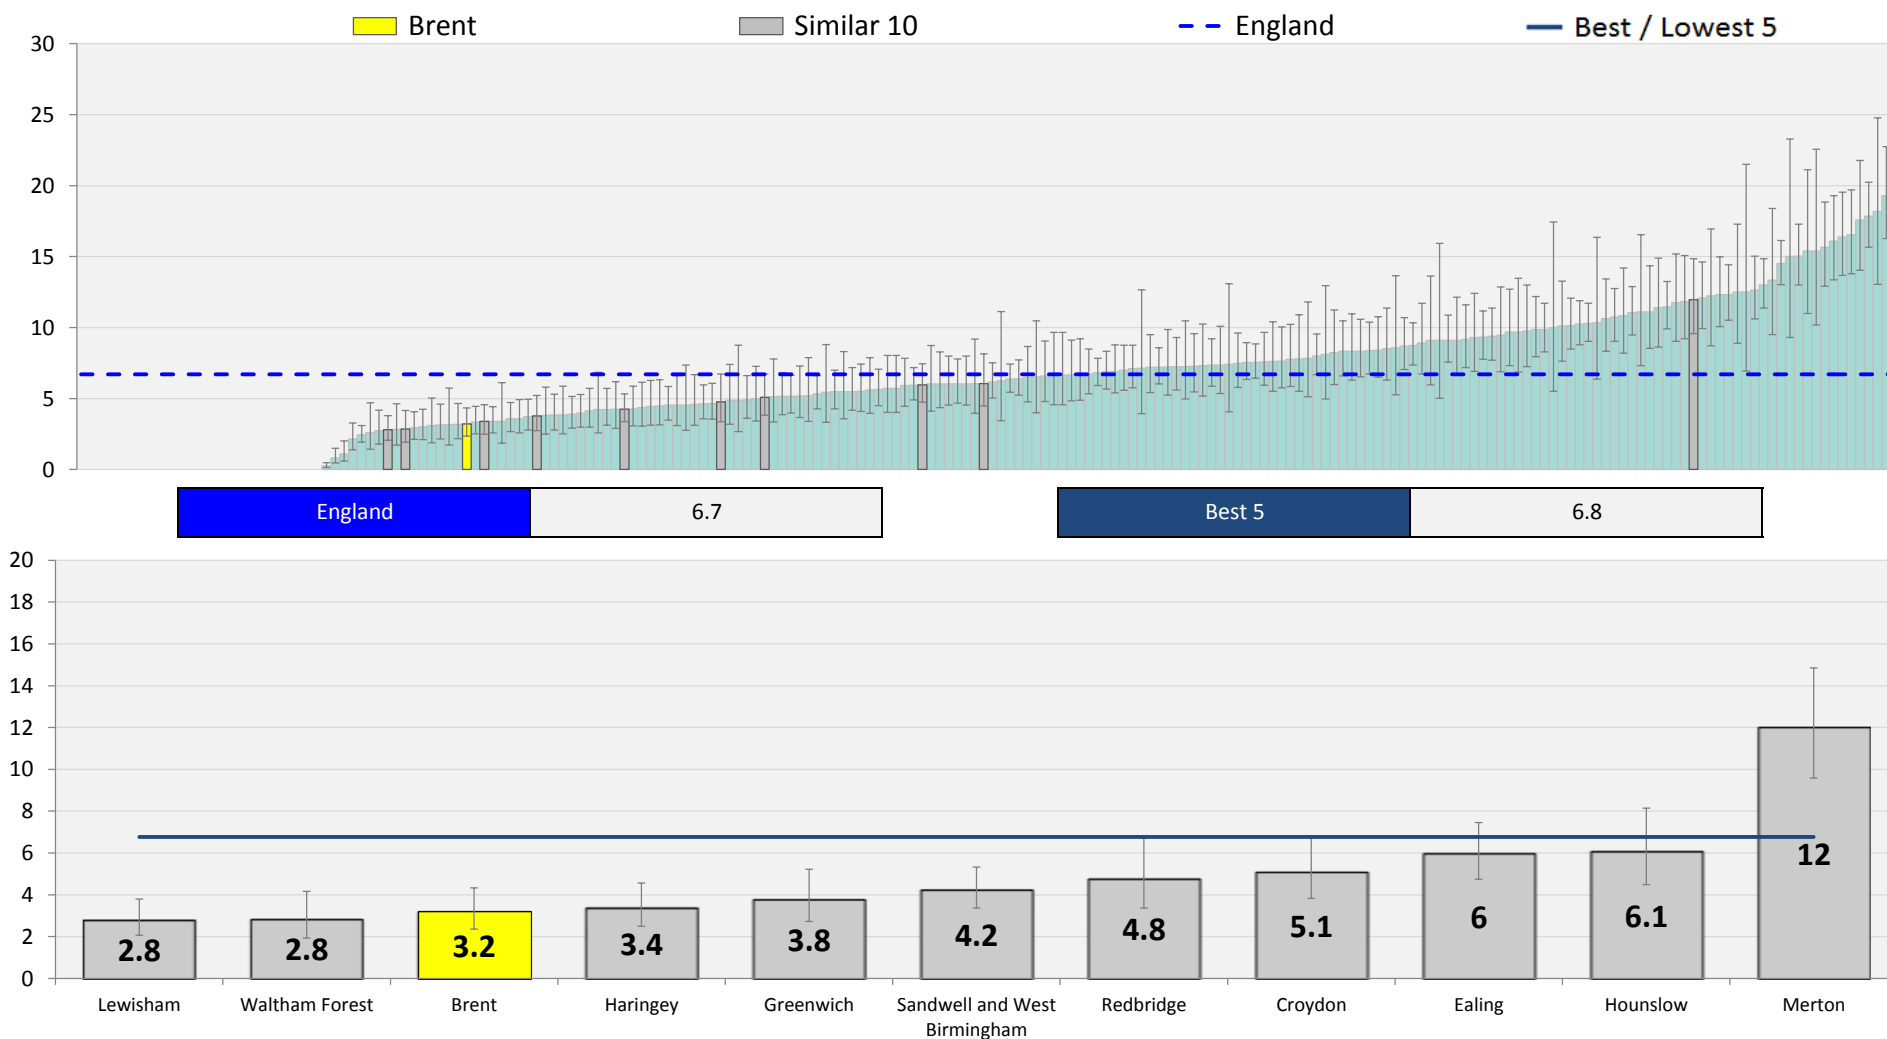 Brent
Similar 10
England
Best / Lowest 5
30
25
20
15
10
5
0
England 6.7 Best 5 6.8
20
18
16
14
12
10
8
6
4
2
0
2.8 2.8 3.2 3.4 3.8 4.2 4.8 5.1 6 6.1 12
Lewisham Waltham Forest Brent Haringey Greenwich Sandwell and West Redbridge Croydon Ealing Hounslow Merton
Birmingham